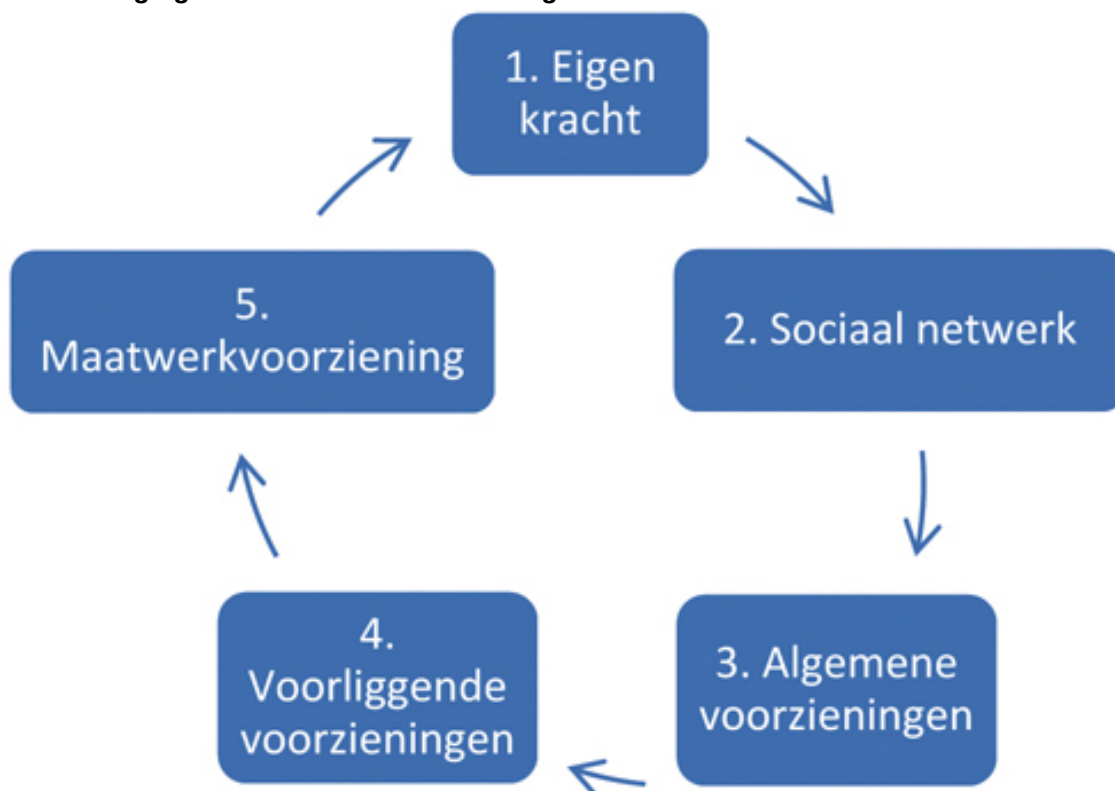 1. Eigen
kracht
2. Sociaal netwerk
3. Algemene
voorzieningen
4.
Voorliggende
voorzieningen
5.
Maatwerkvoorziening